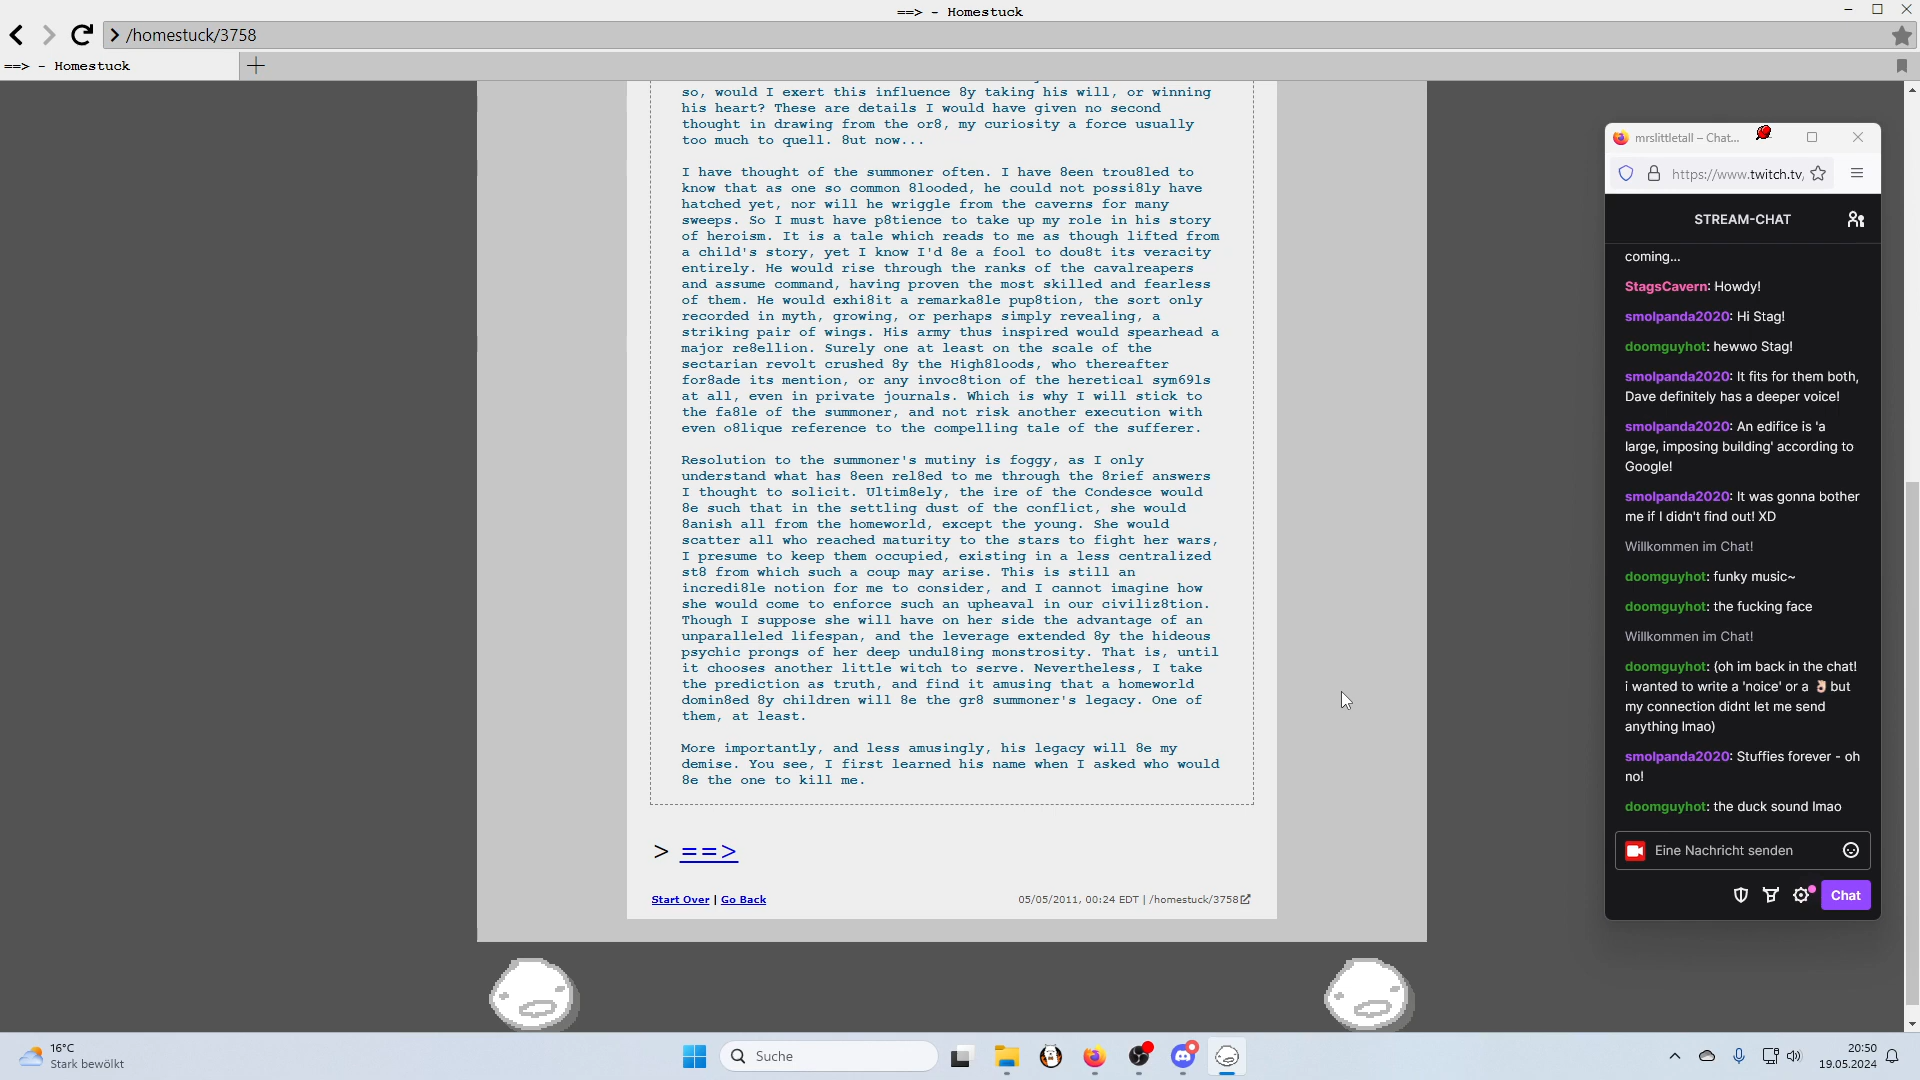 ==> - Homestuck
/homestuck/3758
==> - Homestuck
so, would I exert this influence 8y taking his will, or winning
his heart? These are details I would have given no second
thought in drawing from the or8, my curiosity a force usually
too much to quell. 8ut now...
I have thought of the summoner often. I have 8een trou8led to
know that as one so common 8looded, he could not possi8ly have
hatched yet, nor will he wriggle from the caverns for many
sweeps. So I must have p8tience to take up my role in his story
of heroism. It is a tale which reads to me as though lifted from
a child's story, yet I know I'd 8e a fool to dou8t its veracity
entirely. He would rise through the ranks of the cavalreapers
and assume command, having proven the most skilled and fearless
of them. He would exhi8it a remarka8le pup8tion, the sort only
recorded in myth, growing, or perhaps simply revealing, a
striking pair of wings. His army thus inspired would spearhead a
major re8ellion. Surely one at least on the scale of the
sectarian revolt crushed 8y the High8loods, who thereafter
for8ade its mention, or any invoc8tion of the heretical sym69ls
at all, even in private journals. Which is why I will stick to
the fa8le of the summoner, and not risk another execution with
even o8lique reference to the compelling tale of the sufferer.
Resolution to the summoner's mutiny is foggy, as I only
understand what has 8een rel8ed to me through the 8rief answers
I thought to solicit. Ultim8ely, the ire of the Condesce would
8e such that in the settling dust of the conflict, she would
8anish all from the homeworld, except the young. She would
scatter all who reached maturity to the stars to fight her wars,
I presume to keep them occupied, existing in a less centralized
st8 from which such a coup may arise. This is still an
incredi8le notion for me to consider, and I cannot imagine how
she would come to enforce such an upheaval in our civiliz8tion.
Though I suppose she will have on her side the advantage of an
unparalleled lifespan, and the leverage extended 8y the hideous
psychic prongs of her deep undul8ing monstrosity. That is, until
it chooses another little witch to serve. Nevertheless, I take
the prediction as truth, and find it amusing that a homeworld
domin8ed 8y children will 8e the gr8 summoner's legacy. One of
them, at least.
More importantly, and less amusingly, his legacy will 8e my
demise. You see, I first learned his name when I asked who would
8e the one to kill me.
> ==>
Start Over | Go Back
05/05/2011, 00:24 EDT | /homestuck/3758
mrslittletall – Chat...
https://www.twitch.tv/
STREAM-CHAT
coming...
StagsCavern: Howdy!
smolpanda2020: Hi Stag!
doomguyhot: hewwo Stag!
smolpanda2020: It fits for them both,
Dave definitely has a deeper voice!
smolpanda2020: An edifice is 'a
large, imposing building' according to
Google!
smolpanda2020: It was gonna bother
me if I didn't find out! XD
Willkommen im Chat!
doomguyhot: funky music~
doomguyhot: the fucking face
Willkommen im Chat!
doomguyhot: (oh im back in the chat!
i wanted to write a 'noice' or a 👌 but
my connection didnt let me send
anything lmao)
smolpanda2020: Stuffies forever - oh
no!
doomguyhot: the duck sound lmao
Eine Nachricht senden
Chat
16°C
Stark bewölkt
Suche
20:50
19.05.2024